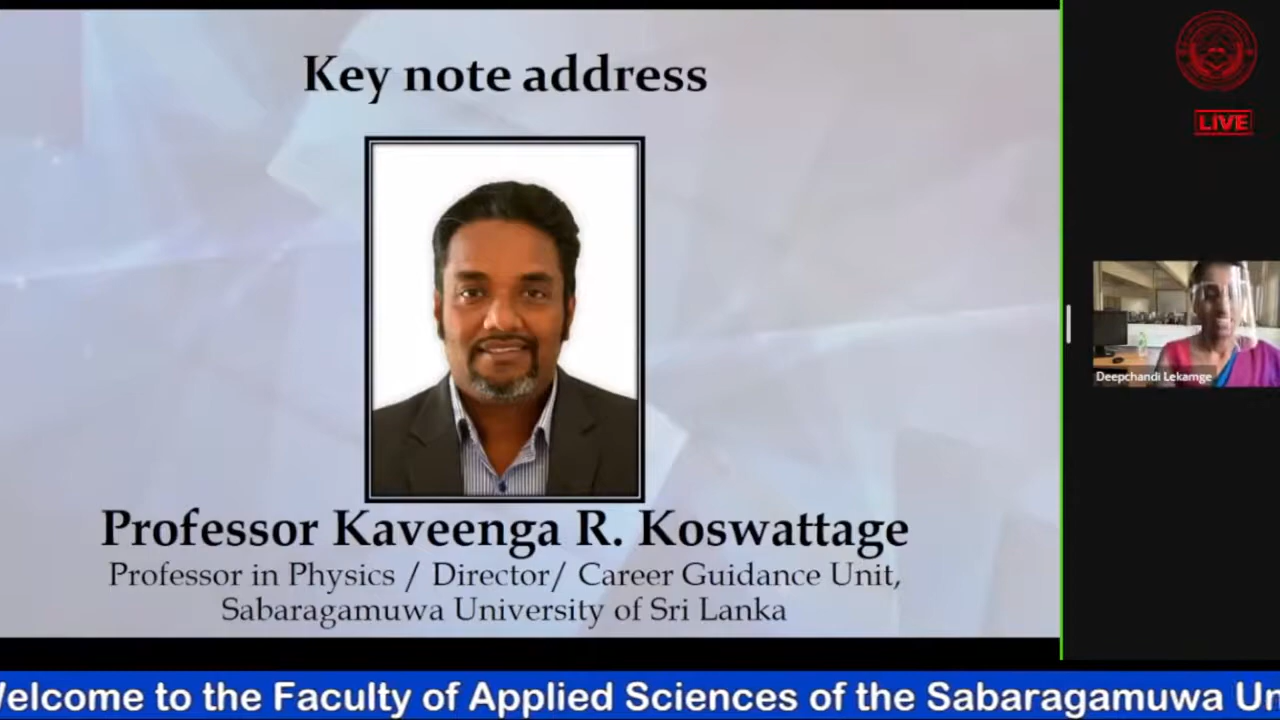 Key note address
Professor Kaveenga R. Koswattage
Professor in Physics / Director/ Career Guidance Unit,
Sabaragamuwa University of Sri Lanka
LIVE
Deepchandi Lekamge
Welcome to the Faculty of Applied Sciences of the Sabaragamuwa Un